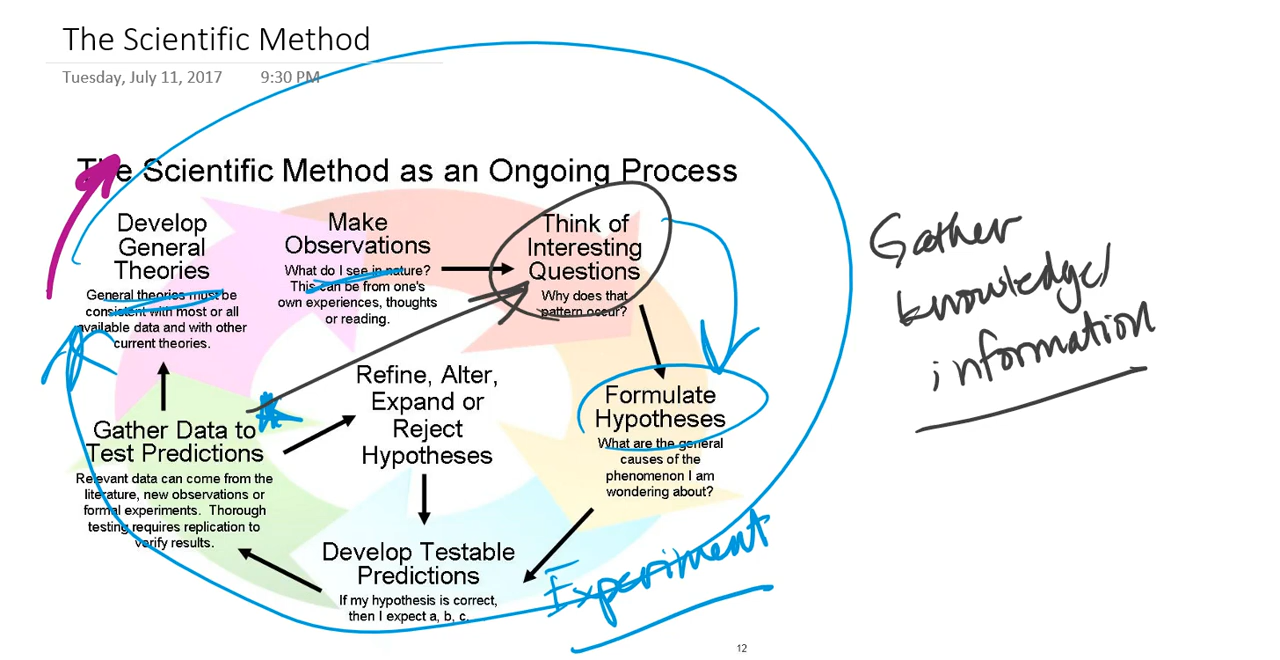 The Scientific Method
Tuesday, July 11, 2017 9:30 PM
The Scientific Method as an Ongoing Process
Develop
General
Theories
General theories must be
consistent with most or all
available data and with other
current theories.
Make
Observations
What do I see in nature?
This can be from one's
own experiences, thoughts
or reading.
Think of
Interesting
Questions
Why does that
pattern occur?
Formulate
Hypotheses
What are the general
causes of the
phenomenon I am
wondering about?
Refine, Alter,
Expand or
Reject
Hypotheses
Gather Data to
Test Predictions
Relevant data can come from the
literature, new observations or
formal experiments. Thorough
testing requires replication to
verify results.
Develop Testable
Predictions
If my hypothesis is correct,
then I expect a, b, c.
Experiment
12
Gather
knowledge/
information